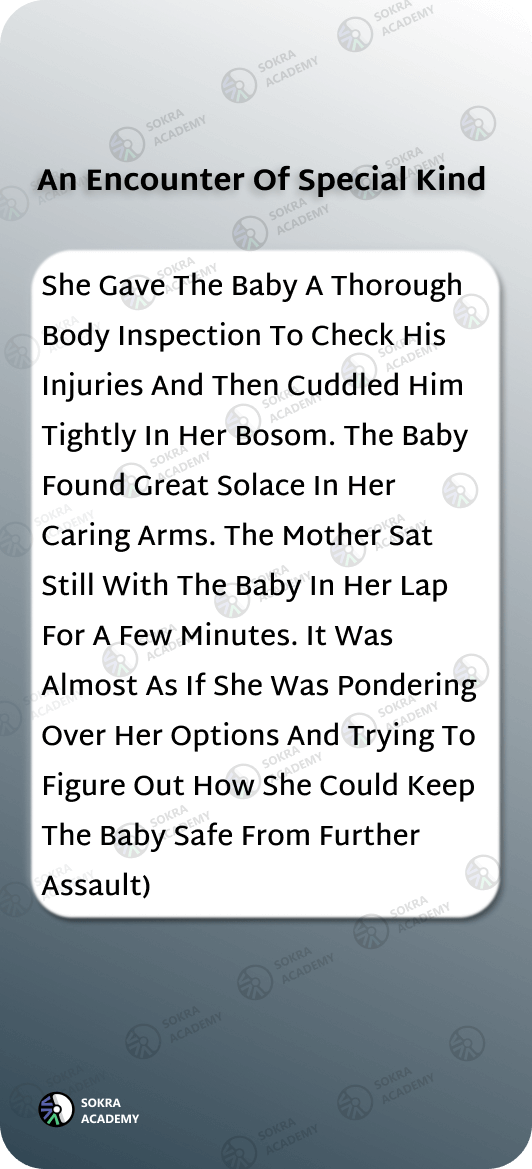 An Encounter Of Special Kind
She Gave The Baby A Thorough
Body Inspection To Check His
Injuries And Then Cuddled Him
Tightly In Her Bosom. The Baby
Found Great Solace In Her
Caring Arms. The Mother Sat
Still With The Baby In Her Lap
For A Few Minutes. It Was
Almost As If She Was Pondering
Over Her Options And Trying To
Figure Out How She Could Keep
The Baby Safe From Further
Assault)
SOKRA
ACADEMY